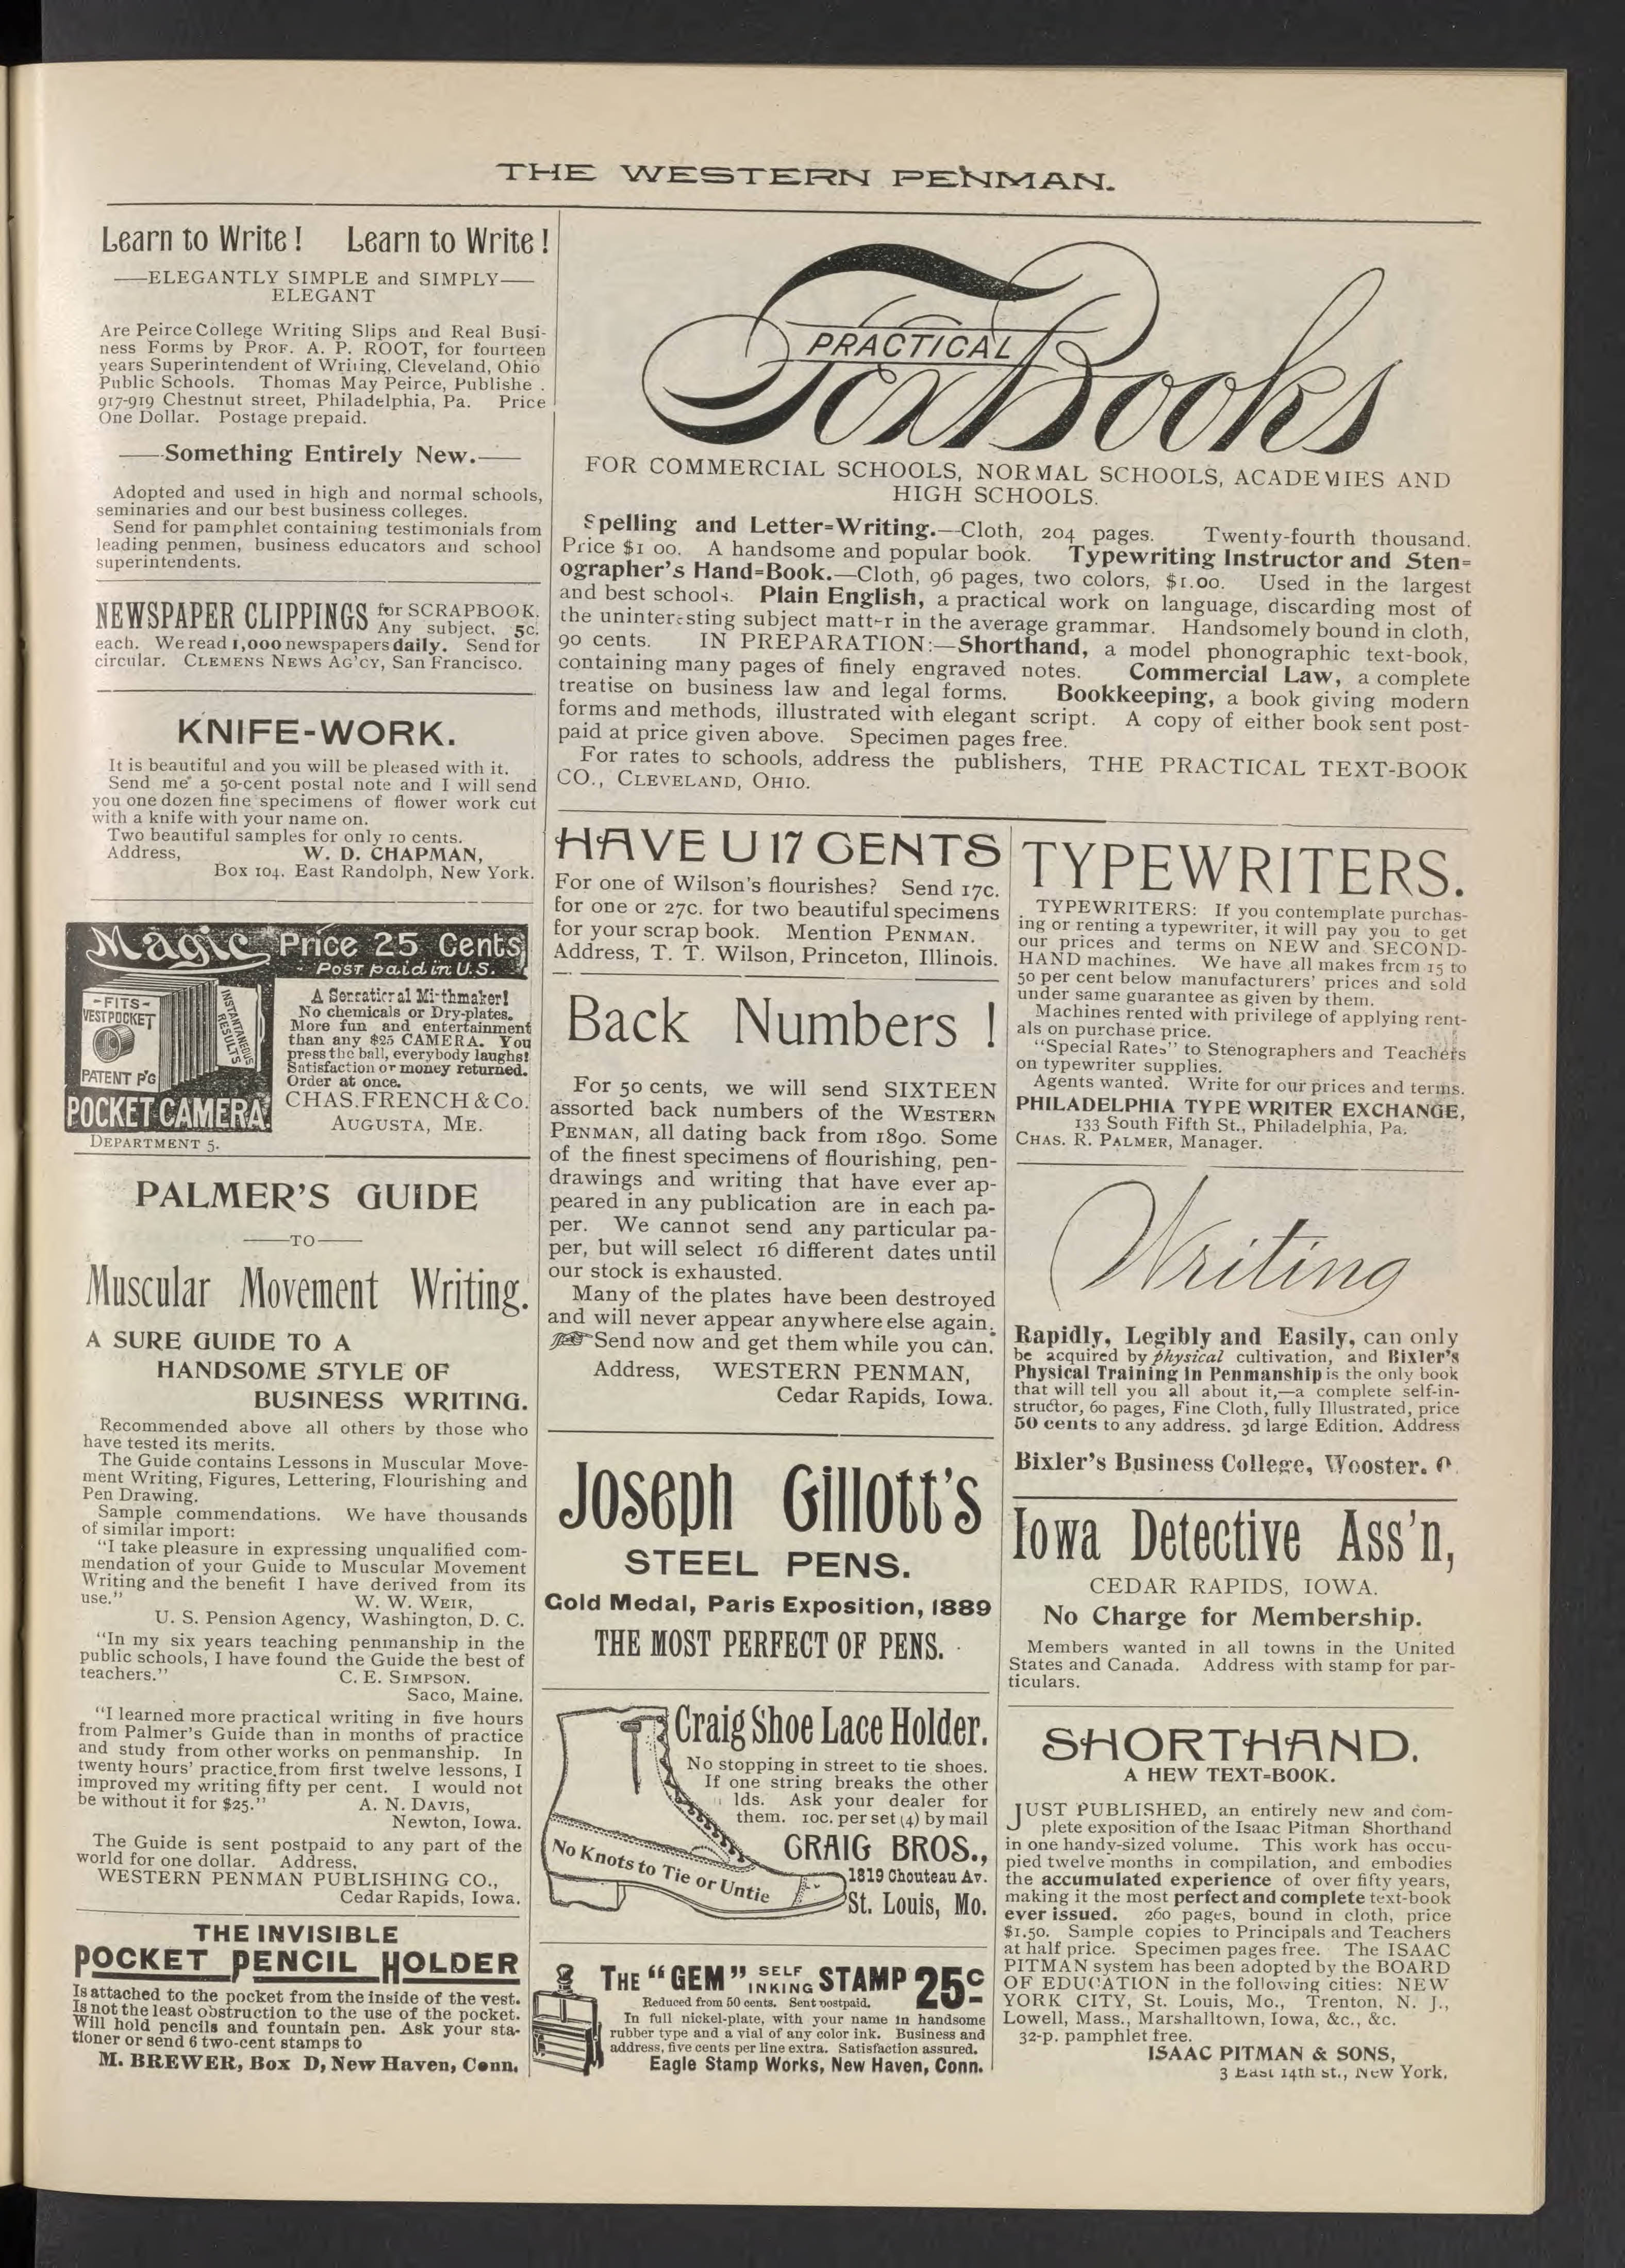 THE WESTERN PENMAN.
Learn to Write! Learn to Write!
—ELEGANTLY SIMPLE and SIMPLY—
ELEGANT
Are Peirce College Writing Slips and Real Busi-
ness Forms by PROF. A. P. ROOT, for fourteen
years Superintendent of Writing, Cleveland, Ohio
Public Schools. Thomas May Peirce, Publishe .
917-919 Chestnut street, Philadelphia, Pa. Price
One Dollar. Postage prepaid.
—Something Entirely New.—
Adopted and used in high and normal schools,
seminaries and our best business colleges.
Send for pamphlet containing testimonials from
leading penmen, business educators and school
superintendents.
NEWSPAPER CLIPPINGS for SCRAPBOOK.
Any subject, 5c.
each. We read 1,000 newspapers daily. Send for
circular. CLEMENS NEWS AG'CY, San Francisco.
KNIFE-WORK.
It is beautiful and you will be pleased with it.
Send me a 50-cent postal note and I will send
you one dozen fine specimens of flower work cut
with a knife with your name on.
Two beautiful samples for only 10 cents.
Address, W. D. CHAPMAN,
Box 104. East Randolph, New York.
Magic Price 25 Cents
Post paid in U.S.
-FITS-
VEST POCKET
INSTANTANEOUS
RESULTS
PATENT P'G
POCKET CAMERA.
DEPARTMENT 5.
A Sensational Mirthmaker!
No chemicals or Dry-plates.
More fun and entertainment
than any $25 CAMERA. You
press the ball, everybody laughs!
Satisfaction or money returned.
Order at once.
CHAS. FRENCH & Co.
AUGUSTA, ME.
PALMER'S GUIDE
—TO—
Muscular Movement Writing.
A SURE GUIDE TO A
HANDSOME STYLE OF
BUSINESS WRITING.
Recommended above all others by those who
have tested its merits.
The Guide contains Lessons in Muscular Move-
ment Writing, Figures, Lettering, Flourishing and
Pen Drawing.
Sample commendations. We have thousands
of similar import:
"I take pleasure in expressing unqualified com-
mendation of your Guide to Muscular Movement
Writing and the benefit I have derived from its
use." W. W. WEIR,
U. S. Pension Agency, Washington, D. C.
"In my six years teaching penmanship in the
public schools, I have found the Guide the best of
teachers." C. E. SIMPSON.
Saco, Maine.
"I learned more practical writing in five hours
from Palmer's Guide than in months of practice
and study from other works on penmanship. In
twenty hours' practice from first twelve lessons, I
improved my writing fifty per cent. I would not
be without it for $25." A. N. DAVIS,
Newton, Iowa.
The Guide is sent postpaid to any part of the
world for one dollar. Address,
WESTERN PENMAN PUBLISHING CO.,
Cedar Rapids, Iowa.
THE INVISIBLE
POCKET PENCIL HOLDER
Is attached to the pocket from the inside of the vest.
Is not the least obstruction to the use of the pocket.
Will hold pencils and fountain pen. Ask your sta-
tioner or send 6 two-cent stamps to
M. BREWER, Box D, New Haven, Conn.
PRACTICAL
Text Books
FOR COMMERCIAL SCHOOLS, NORMAL SCHOOLS, ACADEMIES AND
HIGH SCHOOLS.
Spelling and Letter-Writing.—Cloth, 204 pages. Twenty-fourth thousand.
Price $1 00. A handsome and popular book. Typewriting Instructor and Sten-
ographer's Hand-Book.—Cloth, 96 pages, two colors, $1.00. Used in the largest
and best schools. Plain English, a practical work on language, discarding most of
the uninteresting subject matter in the average grammar. Handsomely bound in cloth,
90 cents. IN PREPARATION:—Shorthand, a model phonographic text-book,
containing many pages of finely engraved notes. Commercial Law, a complete
treatise on business law and legal forms. Bookkeeping, a book giving modern
forms and methods, illustrated with elegant script. A copy of either book sent post-
paid at price given above. Specimen pages free.
For rates to schools, address the publishers, THE PRACTICAL TEXT-BOOK
CO., CLEVELAND, OHIO.
HAVE U 17 CENTS
For one of Wilson's flourishes? Send 17c.
for one or 27c. for two beautiful specimens
for your scrap book. Mention PENMAN.
Address, T. T. Wilson, Princeton, Illinois.
Back Numbers !
For 50 cents, we will send SIXTEEN
assorted back numbers of the WESTERN
PENMAN, all dating back from 1890. Some
of the finest specimens of flourishing, pen-
drawings and writing that have ever ap-
peared in any publication are in each pa-
per. We cannot send any particular pa-
per, but will select 16 different dates until
our stock is exhausted.
Many of the plates have been destroyed
and will never appear anywhere else again.
Send now and get them while you can.
Address, WESTERN PENMAN,
Cedar Rapids, Iowa.
Joseph Gillott's
STEEL PENS.
Gold Medal, Paris Exposition, 1889
THE MOST PERFECT OF PENS.
Craig Shoe Lace Holder.
No stopping in street to tie shoes.
If one string breaks the other
lds. Ask your dealer for
them. 10c. per set (4) by mail
CRAIG BROS.,
1819 Chouteau Av.
St. Louis, Mo.
No Knots to Tie or Untie
THE "GEM" SELF INKING STAMP 25c
Reduced from 50 cents. Sent postpaid.
In full nickel-plate, with your name in handsome
rubber type and a vial of any color ink. Business and
address, five cents per line extra. Satisfaction assured.
Eagle Stamp Works, New Haven, Conn.
TYPEWRITERS.
TYPEWRITERS: If you contemplate purchas-
ing or renting a typewriter, it will pay you to get
our prices and terms on NEW and SECOND-
HAND machines. We have all makes from 15 to
50 per cent below manufacturers' prices and sold
under same guarantee as given by them.
Machines rented with privilege of applying rent-
als on purchase price.
"Special Rates" to Stenographers and Teachers
on typewriter supplies.
Agents wanted. Write for our prices and terms.
PHILADELPHIA TYPE WRITER EXCHANGE,
133 South Fifth St., Philadelphia, Pa.
CHAS. R. PALMER, Manager.
Writing
Rapidly, Legibly and Easily, can only
be acquired by physical cultivation, and Bixler's
Physical Training in Penmanship is the only book
that will tell you all about it,—a complete self-in-
structor, 60 pages, Fine Cloth, fully Illustrated, price
50 cents to any address. 3d large Edition. Address
Bixler's Business College, Wooster. O.
Iowa Detective Ass'n,
CEDAR RAPIDS, IOWA.
No Charge for Membership.
Members wanted in all towns in the United
States and Canada. Address with stamp for par-
ticulars.
SHORTHAND.
A HEW TEXT-BOOK.
JUST PUBLISHED, an entirely new and com-
plete exposition of the Isaac Pitman Shorthand
in one handy-sized volume. This work has occu-
pied twelve months in compilation, and embodies
the accumulated experience of over fifty years,
making it the most perfect and complete text-book
ever issued. 260 pages, bound in cloth, price
$1.50. Sample copies to Principals and Teachers
at half price. Specimen pages free. The ISAAC
PITMAN system has been adopted by the BOARD
OF EDUCATION in the following cities: NEW
YORK CITY, St. Louis, Mo., Trenton, N. J.,
Lowell, Mass., Marshalltown, Iowa, &c., &c.
32-p. pamphlet free.
ISAAC PITMAN & SONS,
3 East 14th st., New York.